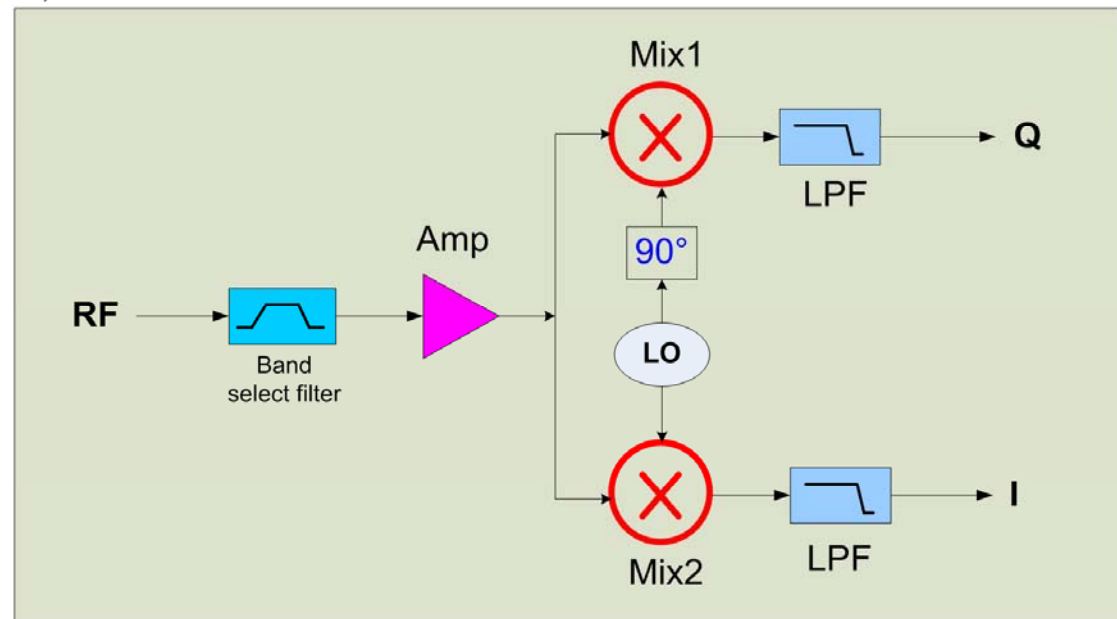 Mix1
Q
LPF
90°
Amp
RF
LO
Band
select filter
I
LPF
Mix2